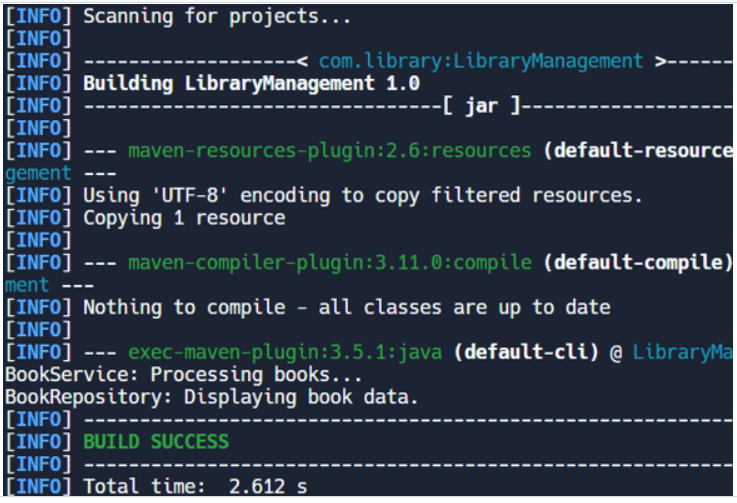 [INFO] Scanning for projects...
[INFO]
[INFO] -------------------< com.library:LibraryManagement >------
[INFO] Building LibraryManagement 1.0
[INFO] --------------------------------[ jar ]-------------------
[INFO]
[INFO] --- maven-resources-plugin:2.6:resources (default-resource
gement ---
[INFO] Using 'UTF-8' encoding to copy filtered resources.
[INFO] Copying 1 resource
[INFO]
[INFO] --- maven-compiler-plugin:3.11.0:compile (default-compile)
ment ---
[INFO] Nothing to compile - all classes are up to date
[INFO]
[INFO] --- exec-maven-plugin:3.5.1:java (default-cli) @ LibraryMa
BookService: Processing books...
BookRepository: Displaying book data.
[INFO] ----------------------------------------------------------
[INFO] BUILD SUCCESS
[INFO] ----------------------------------------------------------
[INFO] Total time:  2.612 s